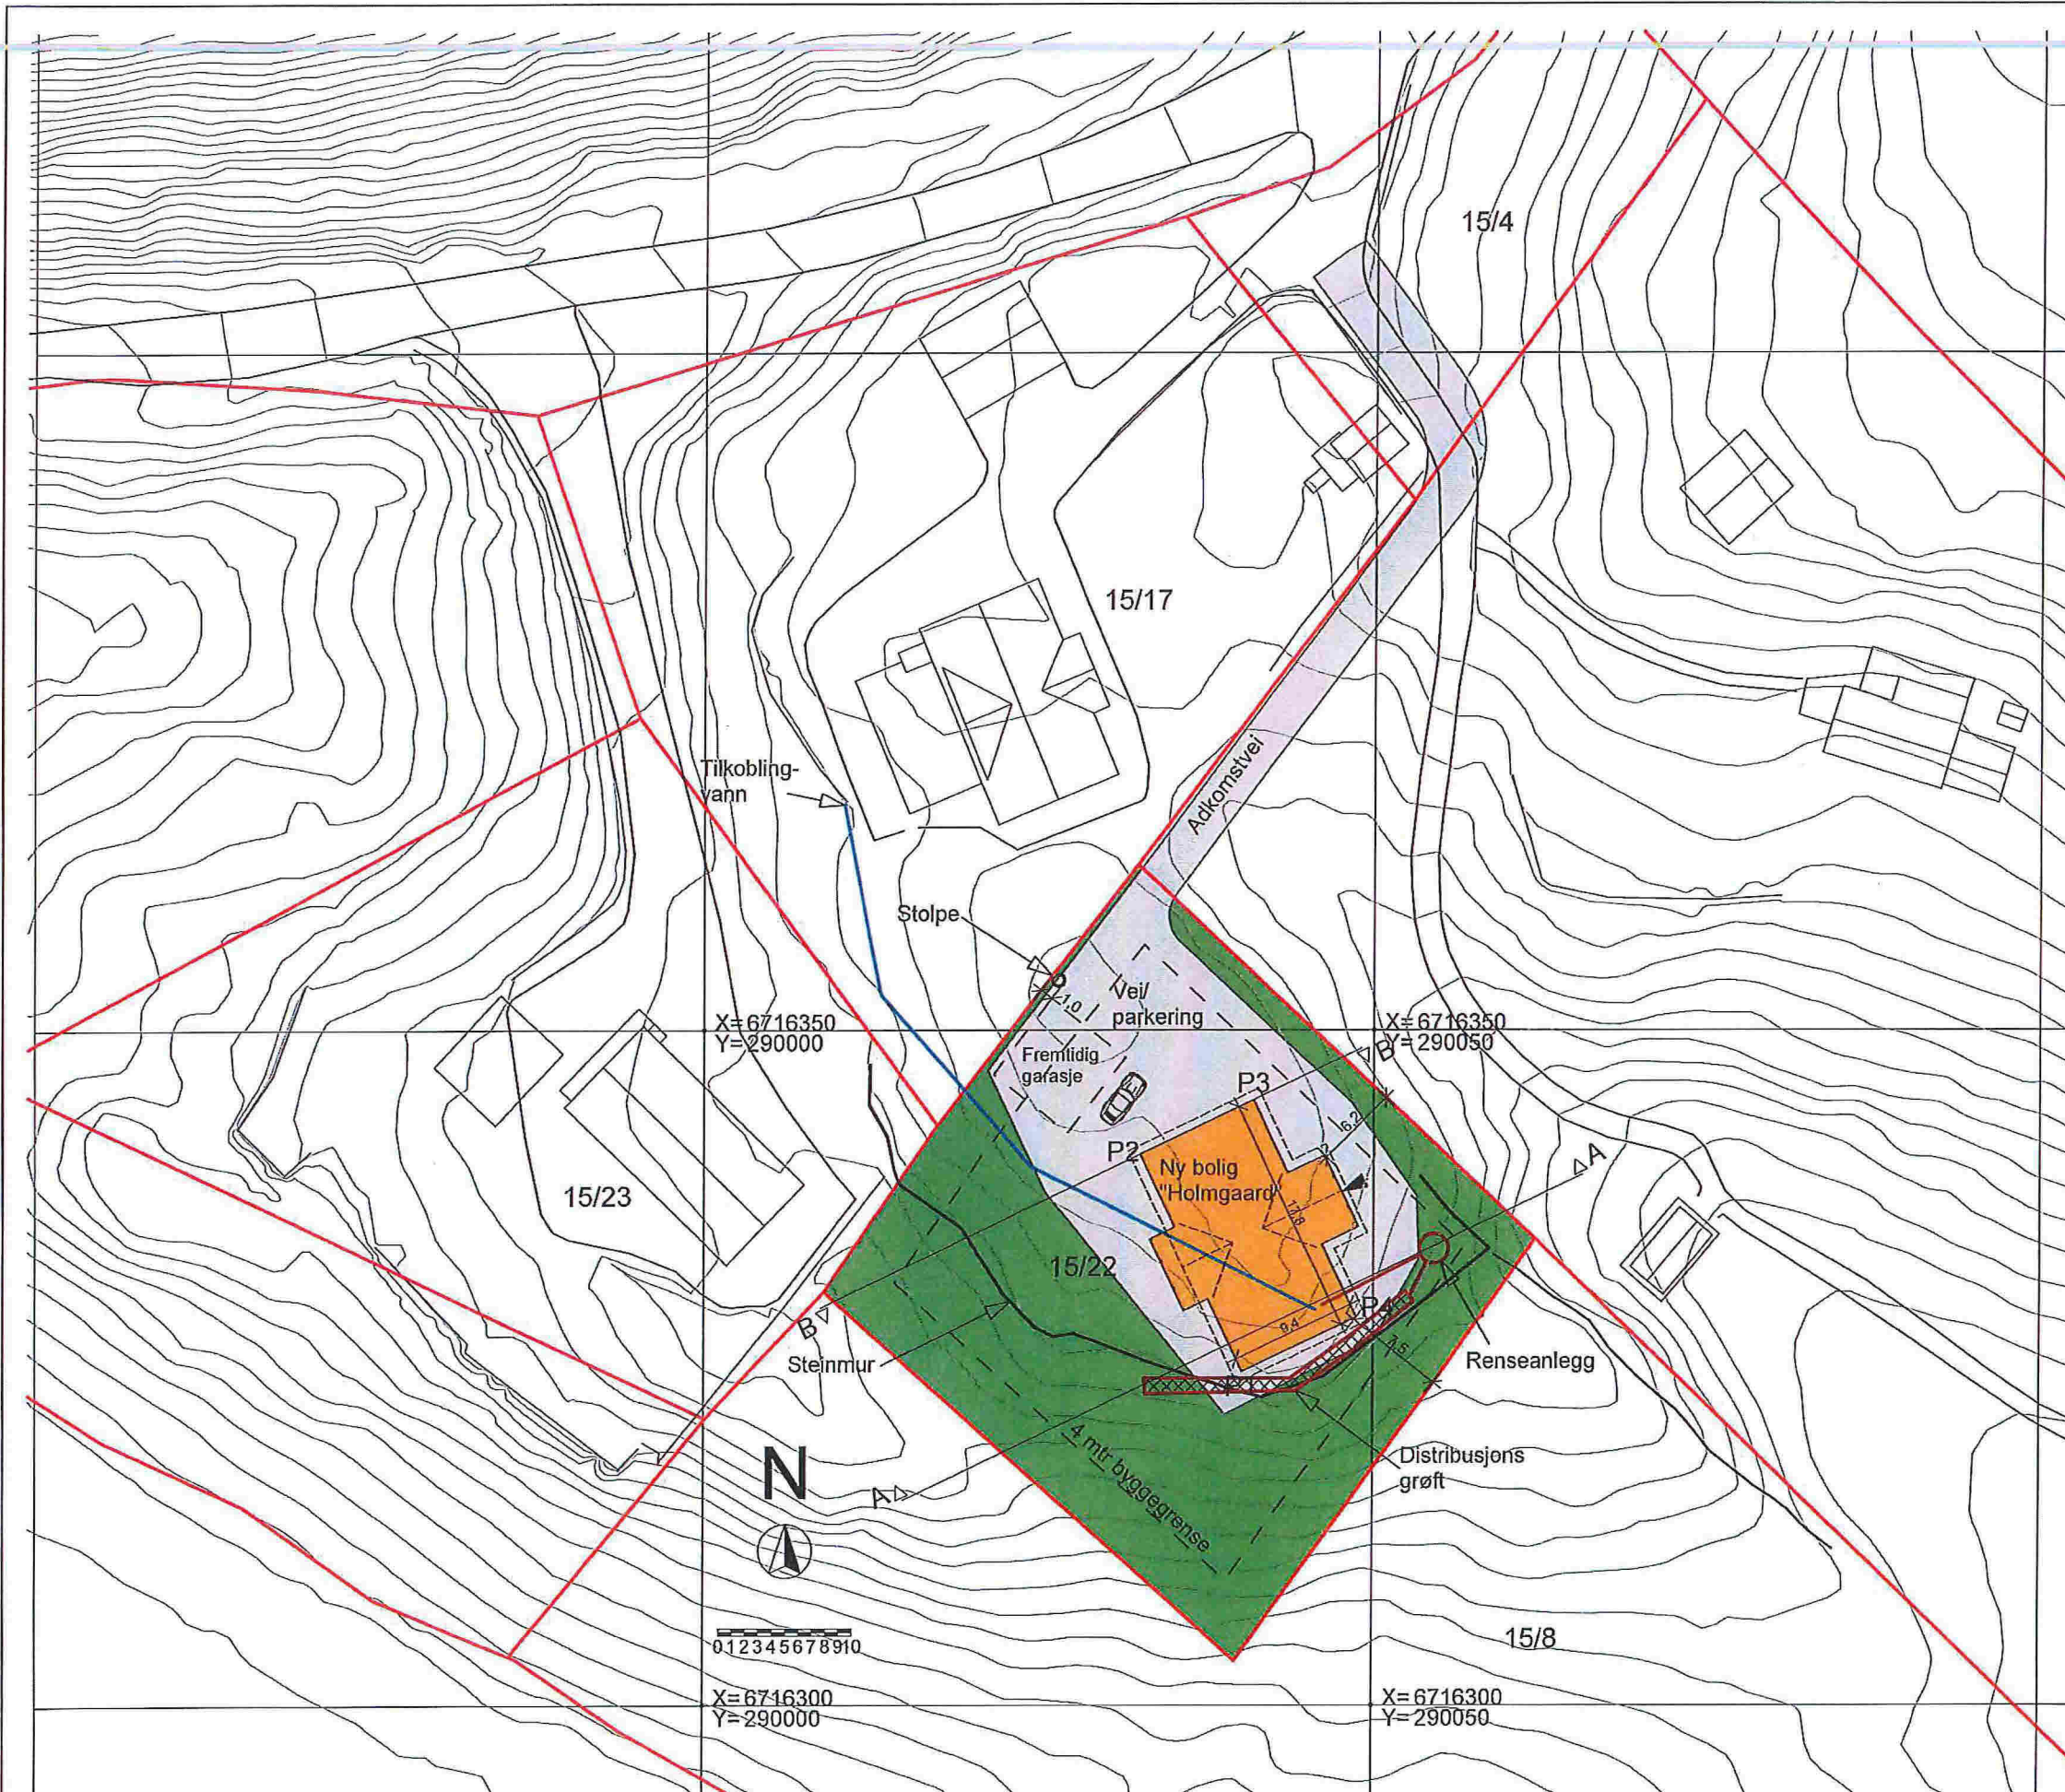 15/4
15/17
Adkomstvei
Tilkobling-
vann
Stolpe
1,0
Vei/
parkering
X= 6716350
Y= 290000
X= 6716350
Y= 290050
Fremtidig
garasje
B
P3
6,2
P2
A
Ny bolig
"Holmgaard"
15/23
15/22
9,4
P4
7,5
B
Steinmur
Renseanlegg
Distribusjons
grøft
4 mtr byggegrense
N
A
0 1 2 3 4 5 6 7 8 9 10
15/8
X= 6716300
Y= 290000
X= 6716300
Y= 290050